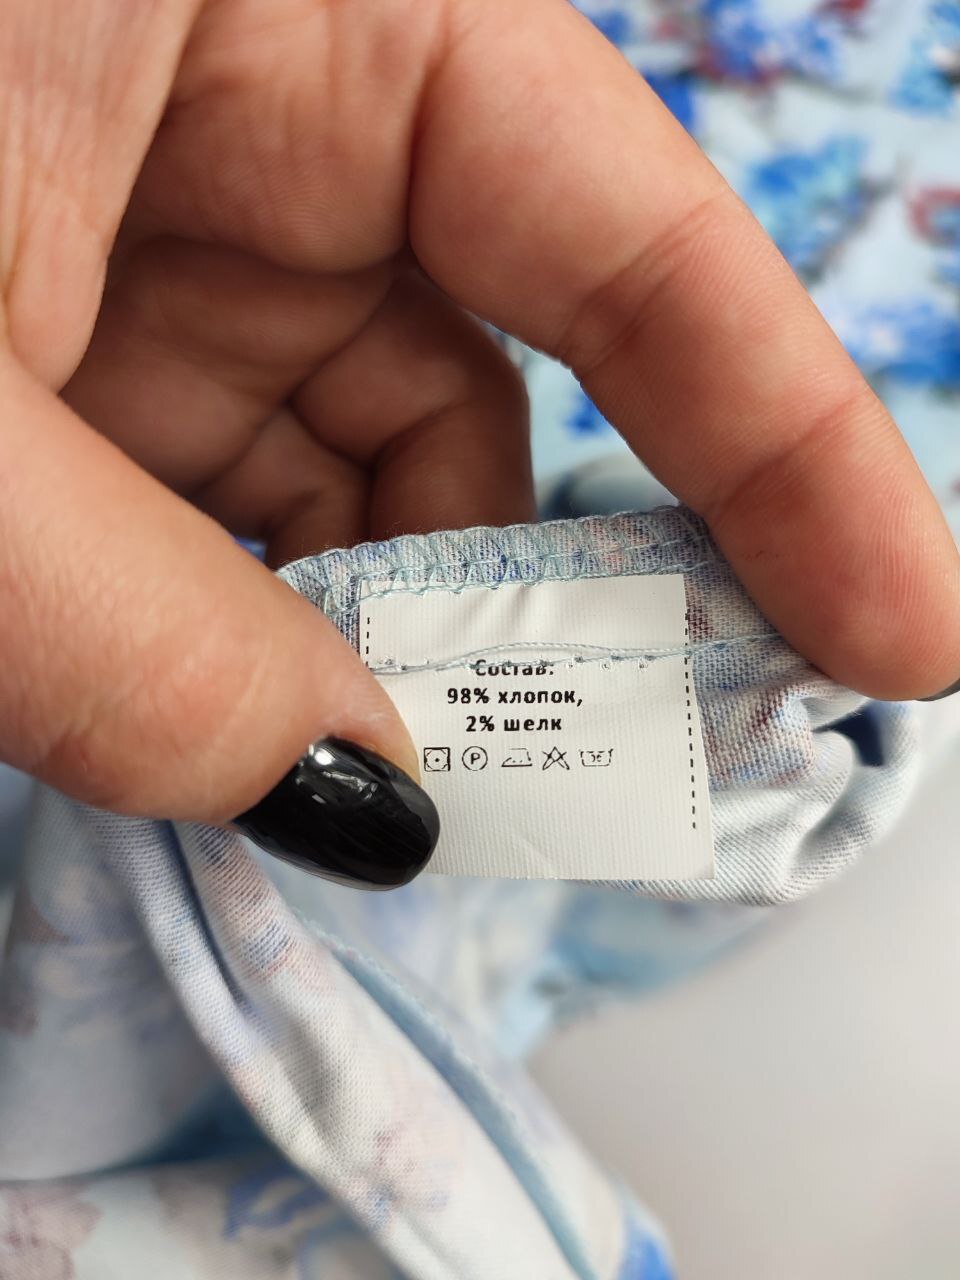 Состав:
98% хлопок,
2% шелк
P